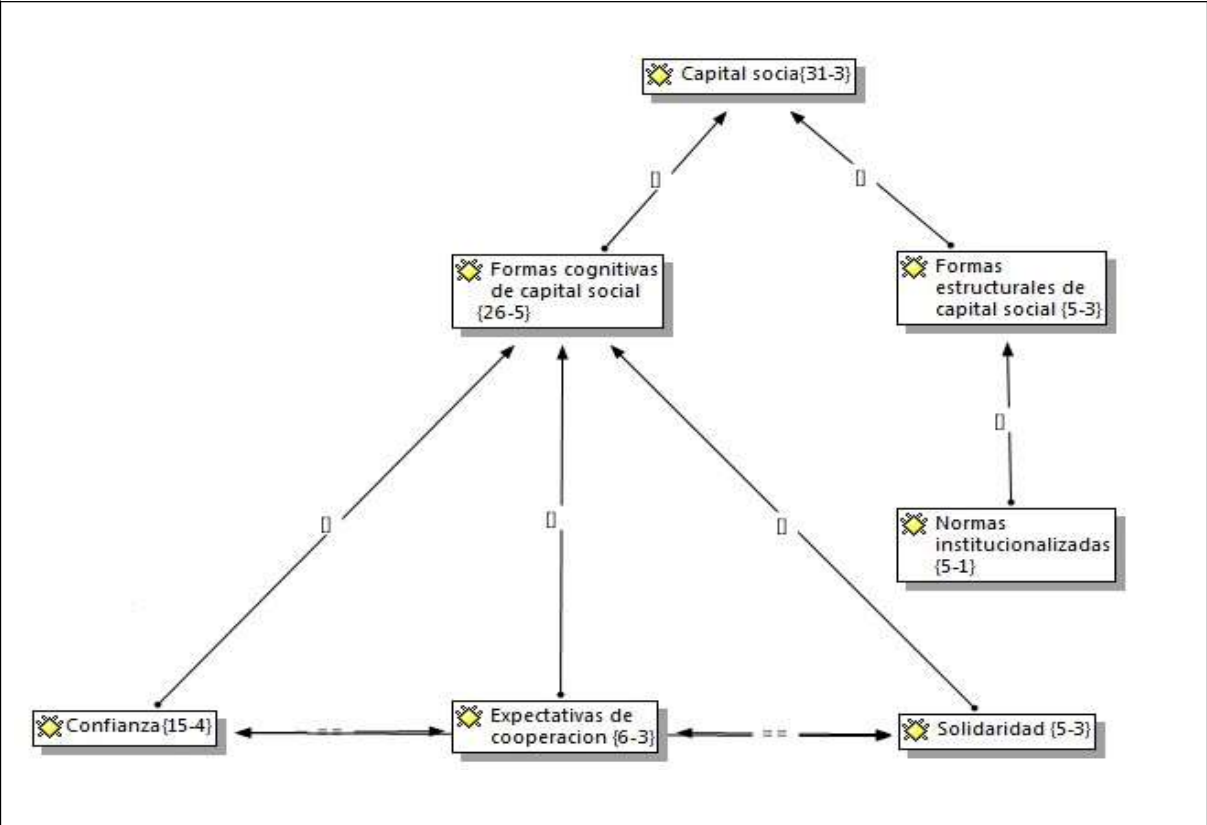 Capital socia{31-3}
[]
[]
Formas cognitivas
de capital social
{26-5}
Formas
estructurales de
capital social {5-3}
[]
[]
[]
[]
Normas
institucionalizadas
{5-1}
Confianza{15-4}
==
Expectativas de
cooperacion {6-3}
==
Solidaridad {5-3}